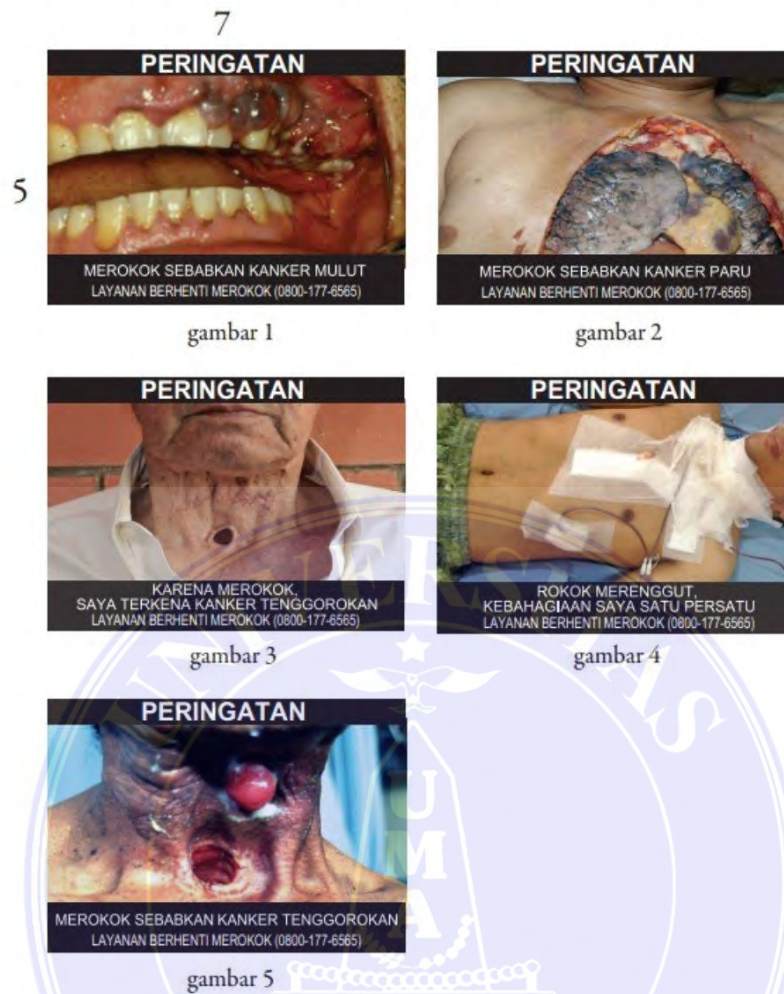 7
5
PERINGATAN
MEROKOK SEBABKAN KANKER MULUT
LAYANAN BERHENTI MEROKOK (0800-177-6565)
gambar 1
PERINGATAN
MEROKOK SEBABKAN KANKER PARU
LAYANAN BERHENTI MEROKOK (0800-177-6565)
gambar 2
PERINGATAN
KARENA MEROKOK,
SAYA TERKENA KANKER TENGGOROKAN
LAYANAN BERHENTI MEROKOK (0800-177-6565)
gambar 3
PERINGATAN
ROKOK MERENGGUT,
KEBAHAGIAAN SAYA SATU PERSATU
LAYANAN BERHENTI MEROKOK (0800-177-6565)
gambar 4
PERINGATAN
MEROKOK SEBABKAN KANKER TENGGOROKAN
LAYANAN BERHENTI MEROKOK (0800-177-6565)
gambar 5
UNIVERSITAS
UMA